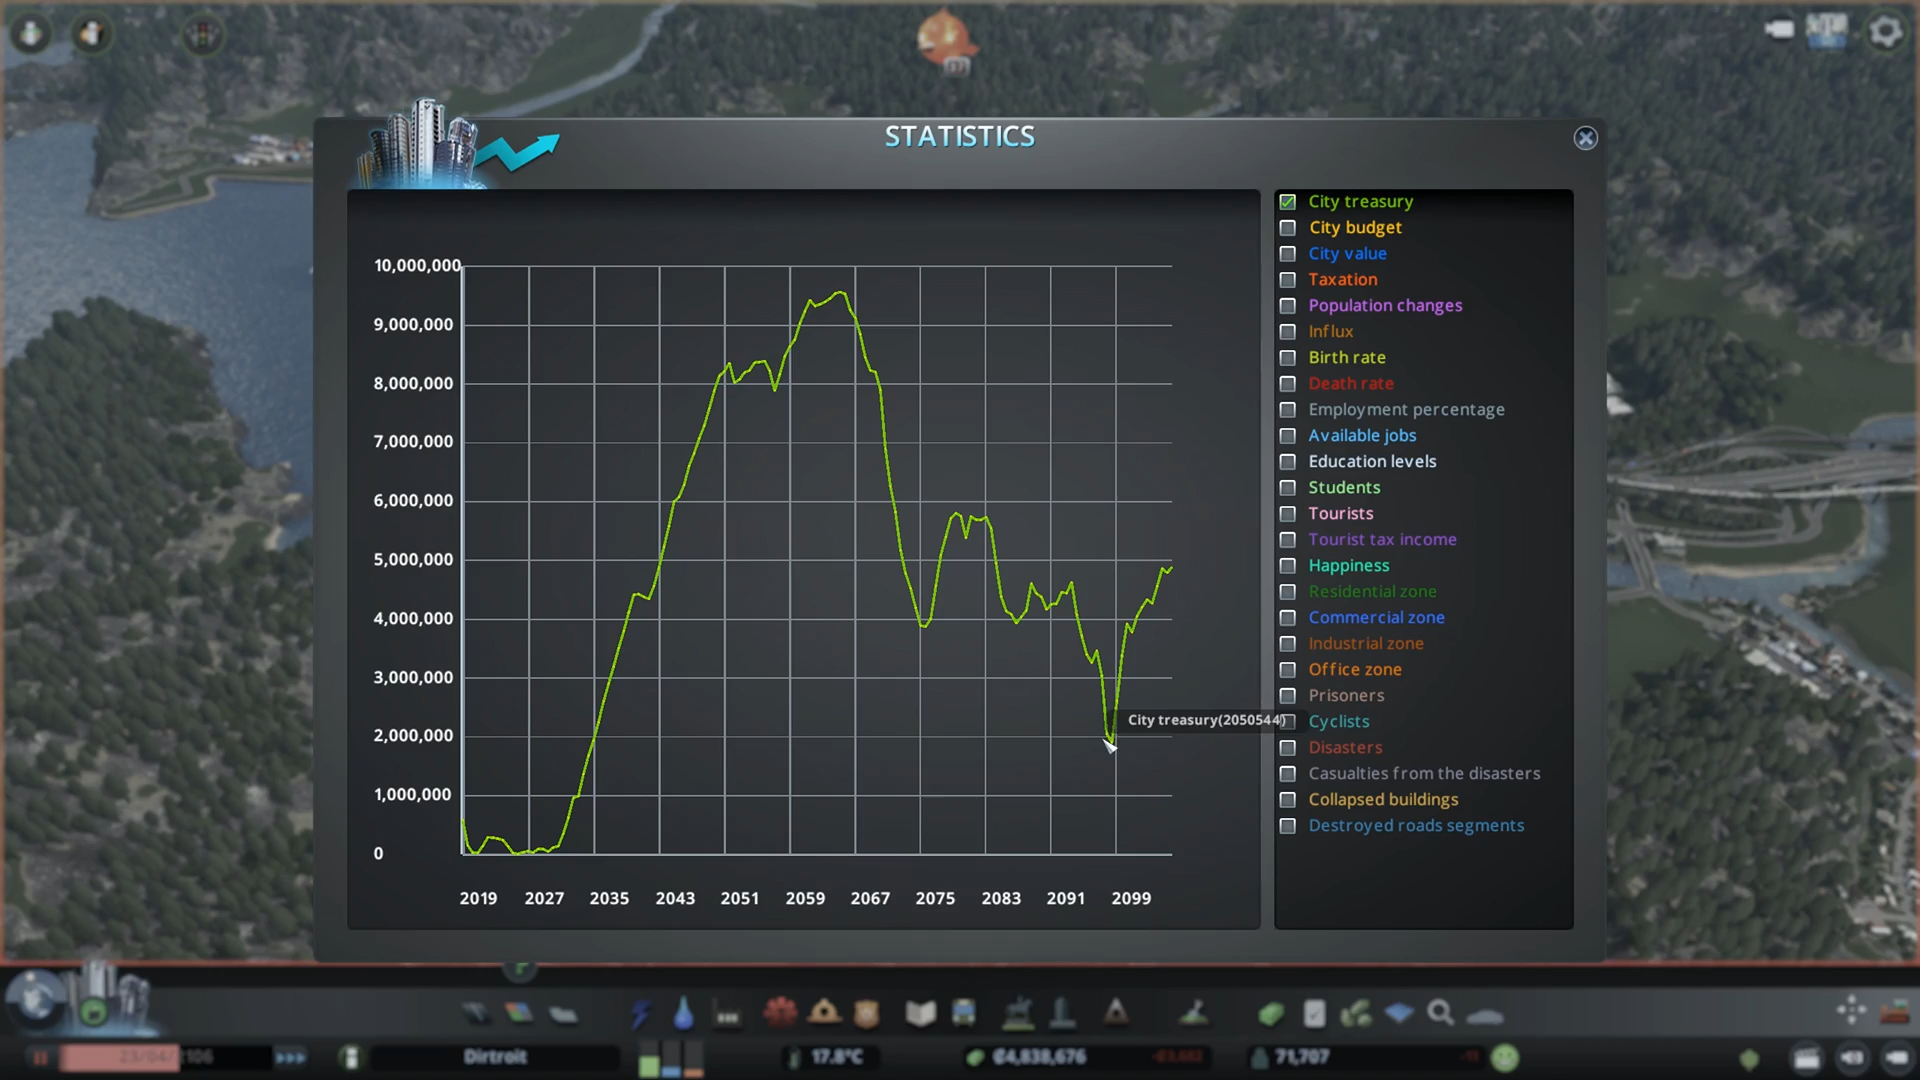 STATISTICS
10,000,000
9,000,000
8,000,000
7,000,000
6,000,000
5,000,000
4,000,000
3,000,000
2,000,000
1,000,000
0
2019 2027 2035 2043 2051 2059 2067 2075 2083 2091 2099
City treasury(2050544)
City treasury
City budget
City value
Taxation
Population changes
Influx
Birth rate
Death rate
Employment percentage
Available jobs
Education levels
Students
Tourists
Tourist tax income
Happiness
Residential zone
Commercial zone
Industrial zone
Office zone
Prisoners
Cyclists
Disasters
Casualties from the disasters
Collapsed buildings
Destroyed roads segments
Dirtroit
17.8°C
₡4,838,676
71,707